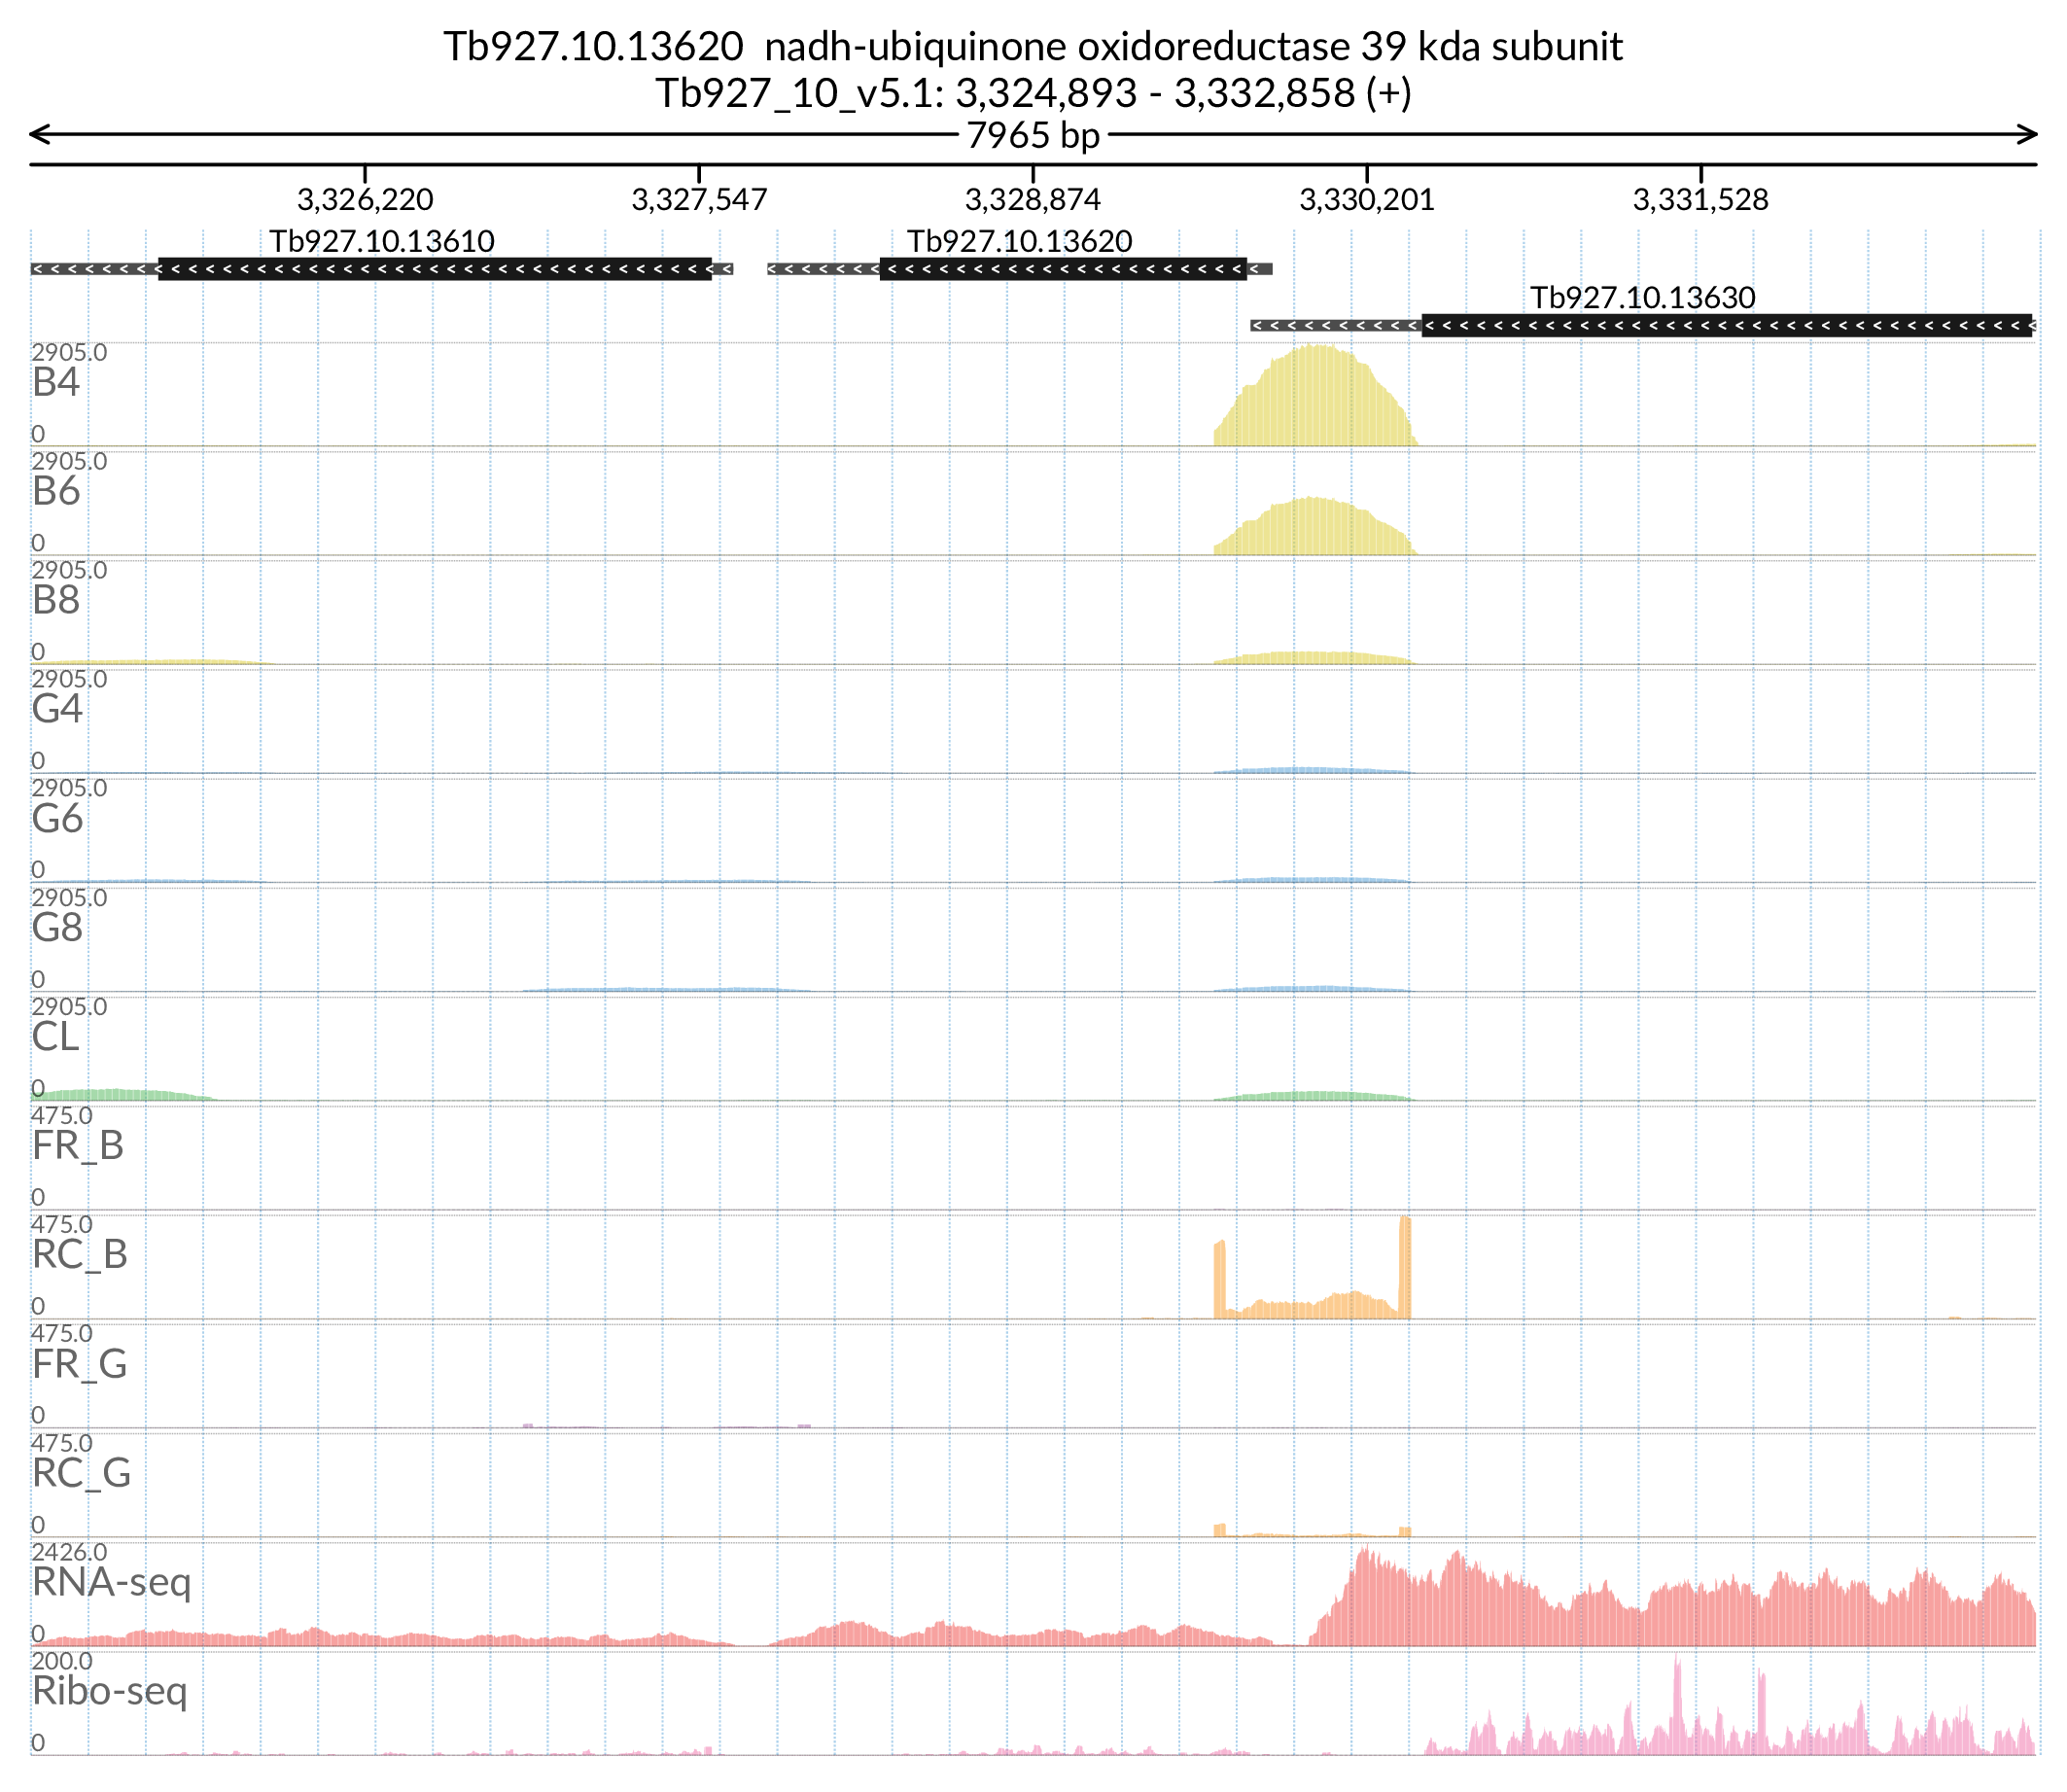 Tb927.10.13620  nadh-ubiquinone oxidoreductase 39 kda subunit
Tb927_10_v5.1: 3,324,893 - 3,332,858 (+)
7965 bp
3,326,220 3,327,547 3,328,874 3,330,201 3,331,528
Tb927.10.13610 Tb927.10.13620
Tb927.10.13630
2905.0
B4
0
2905.0
B6
0
2905.0
B8
0
2905.0
G4
0
2905.0
G6
0
2905.0
G8
0
2905.0
CL
0
475.0
FR_B
0
475.0
RC_B
0
475.0
FR_G
0
475.0
RC_G
0
2426.0
RNA-seq
0
200.0
Ribo-seq
0